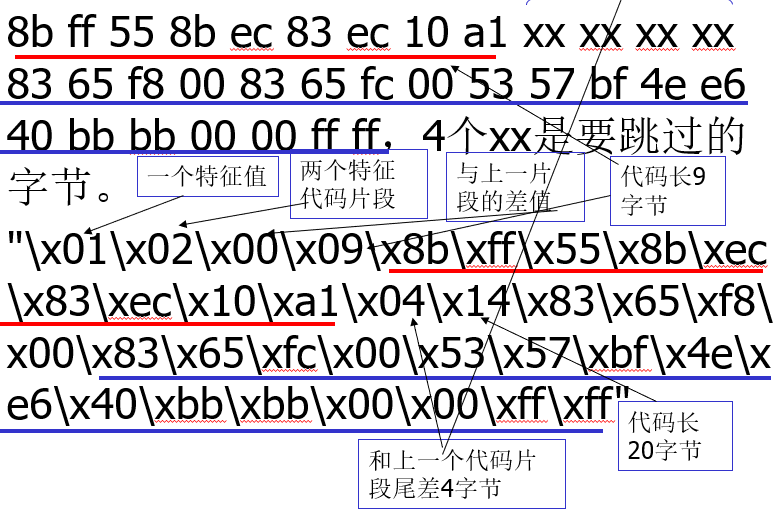 8b ff 55 8b ec 83 ec 10 a1 xx xx xx xx
83 65 f8 00 83 65 fc 00 53 57 bf 4e e6
40 bb bb 00 00 ff ff，4个xx是要跳过的
字节。
一个特征值
两个特征
代码片段
与上一片
段的差值
代码长9
字节
"\x01\x02\x00\x09\x8b\xff\x55\x8b\xec
\x83\xec\x10\xa1\x04\x14\x83\x65\xf8\
x00\x83\x65\xfc\x00\x53\x57\xbf\x4e\x
e6\x40\xbb\xbb\x00\x00\xff\xff"
代码长
20字节
和上一个代码片
段尾差4字节